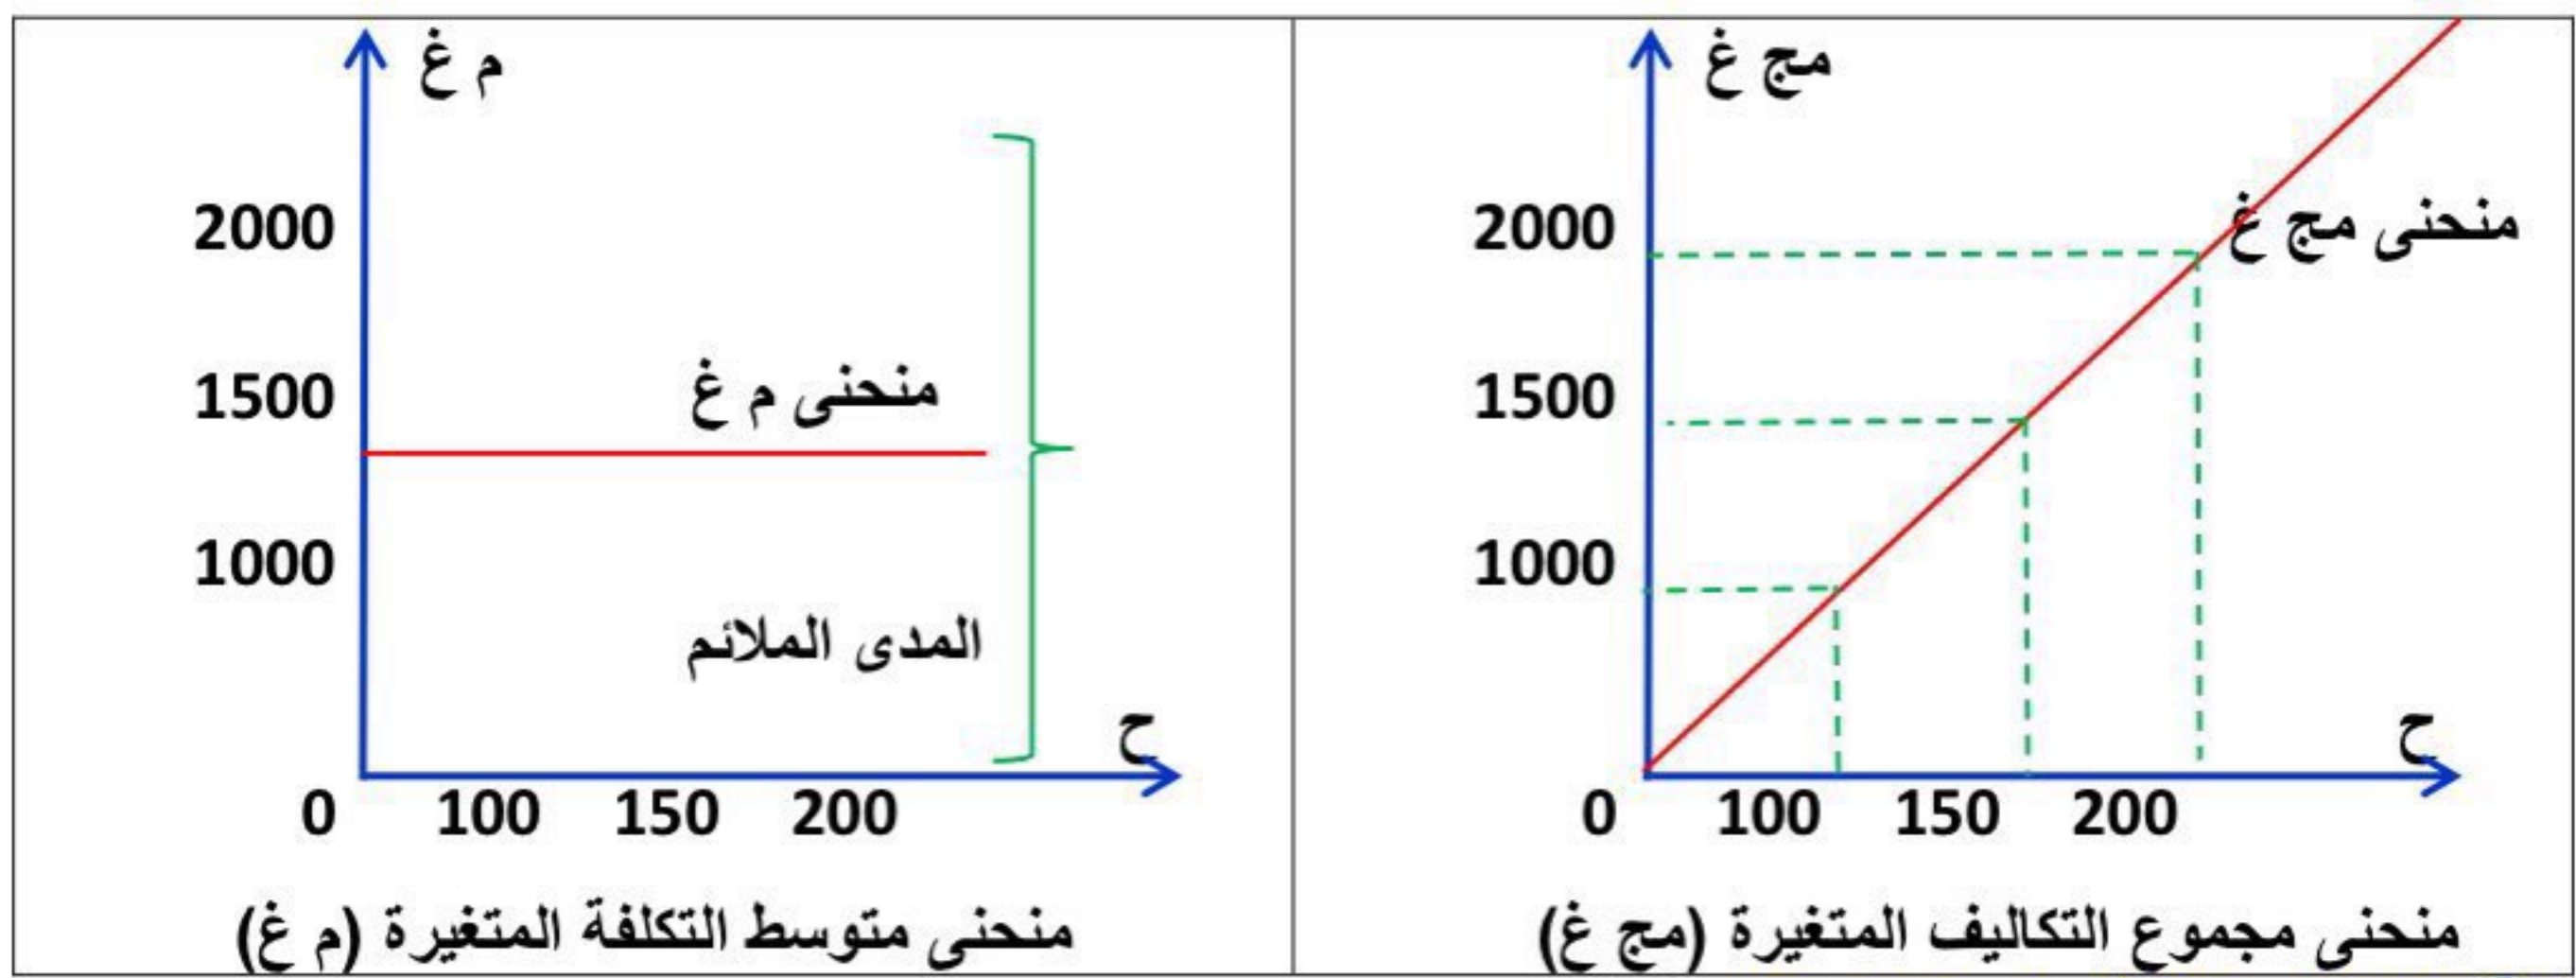 مج غ
2000
منحنى مج غ
1500
1000
ح
0 100 150 200
منحنى مجموع التكاليف المتغيرة (مج غ)
م غ
2000
1500
منحنى م غ
1000
المدى الملائم
ح
0 100 150 200
منحنى متوسط التكلفة المتغيرة (م غ)